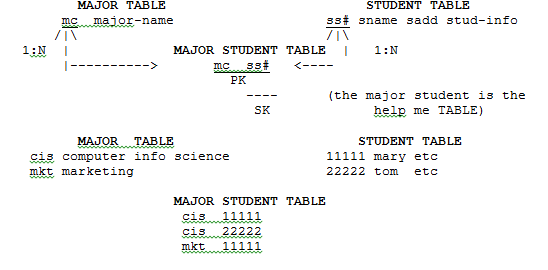 MAJOR TABLE                    STUDENT TABLE
mc  major-name                 ss# sname sadd stud-info
/|\                            /|\
1:N  |          MAJOR STUDENT TABLE  |   1:N
|---------->       mc  ss#   <----
PK
----       (the major student is the
SK          help me TABLE)
MAJOR  TABLE                   STUDENT TABLE
cis computer info science      11111 mary etc
mkt marketing                  22222 tom  etc
MAJOR STUDENT TABLE
cis  11111
cis  22222
mkt  11111